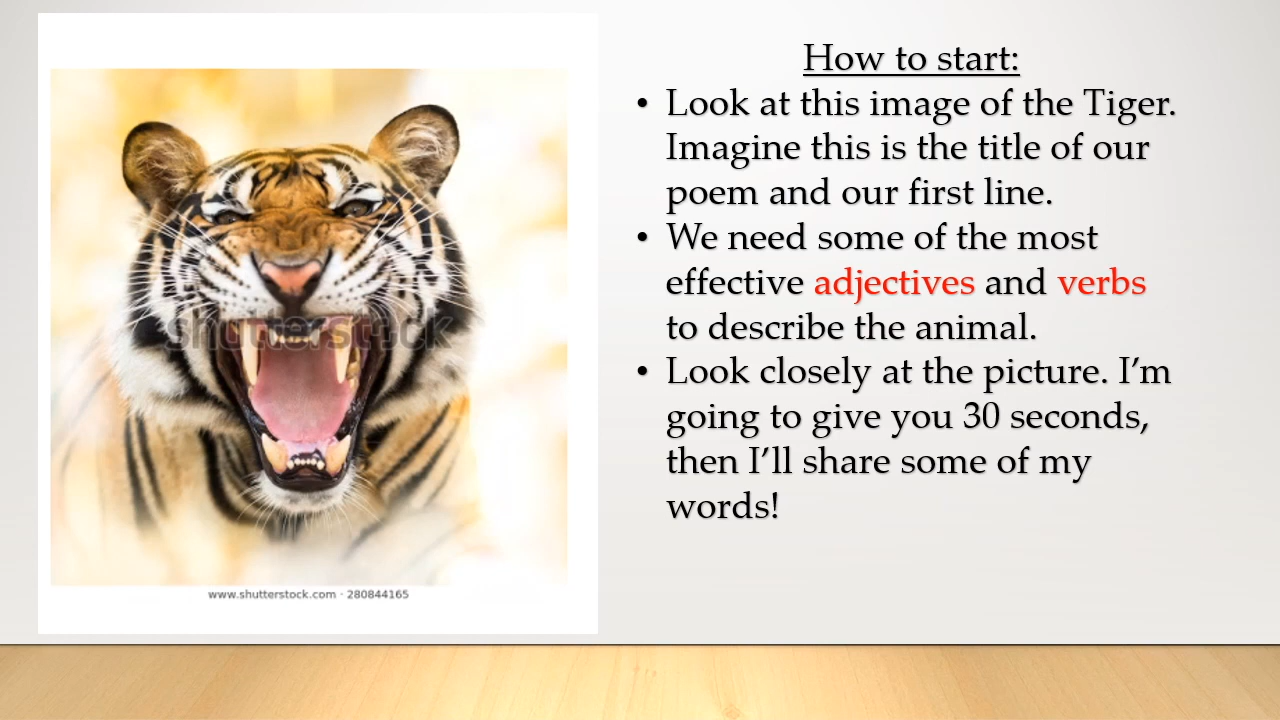 How to start:
• Look at this image of the Tiger.
Imagine this is the title of our
poem and our first line.
• We need some of the most
effective adjectives and verbs
to describe the animal.
• Look closely at the picture. I’m
going to give you 30 seconds,
then I’ll share some of my
words!
shutterstock
www.shutterstock.com · 280844165